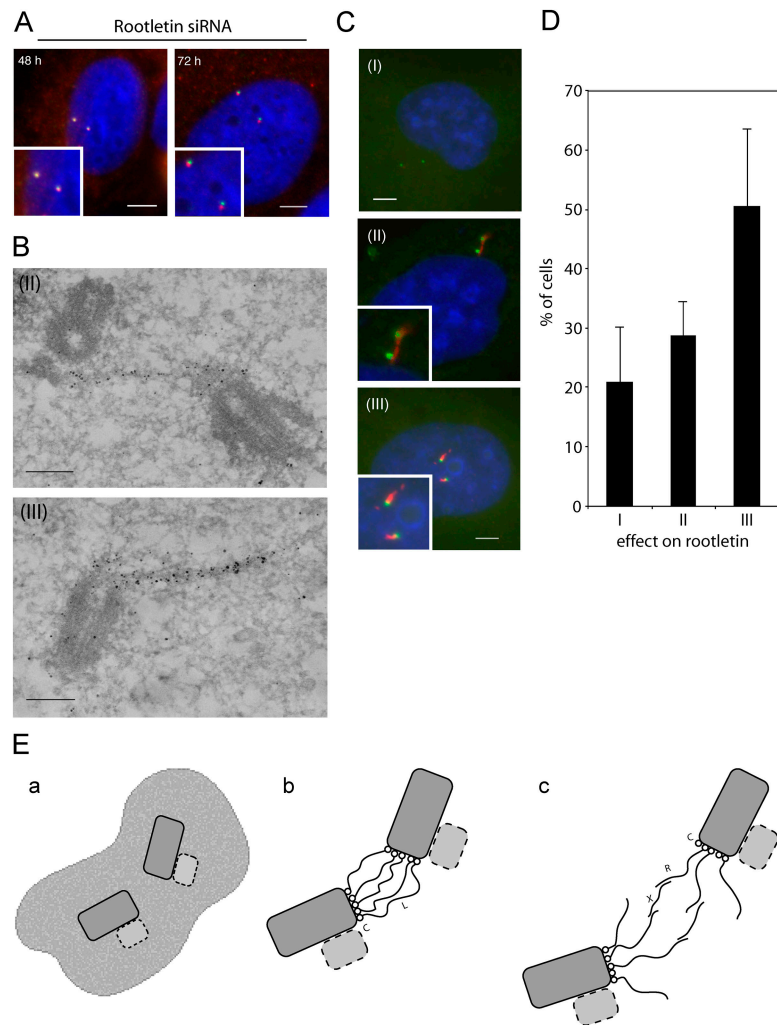 A
Rootletin siRNA
48 h
72 h
B
(II)
(III)
C
(I)
(II)
(III)
D
70
60
50
40
30
20
10
0
% of cells
I II III
effect on rootletin
E
a
b
L
C
c
C
R
X